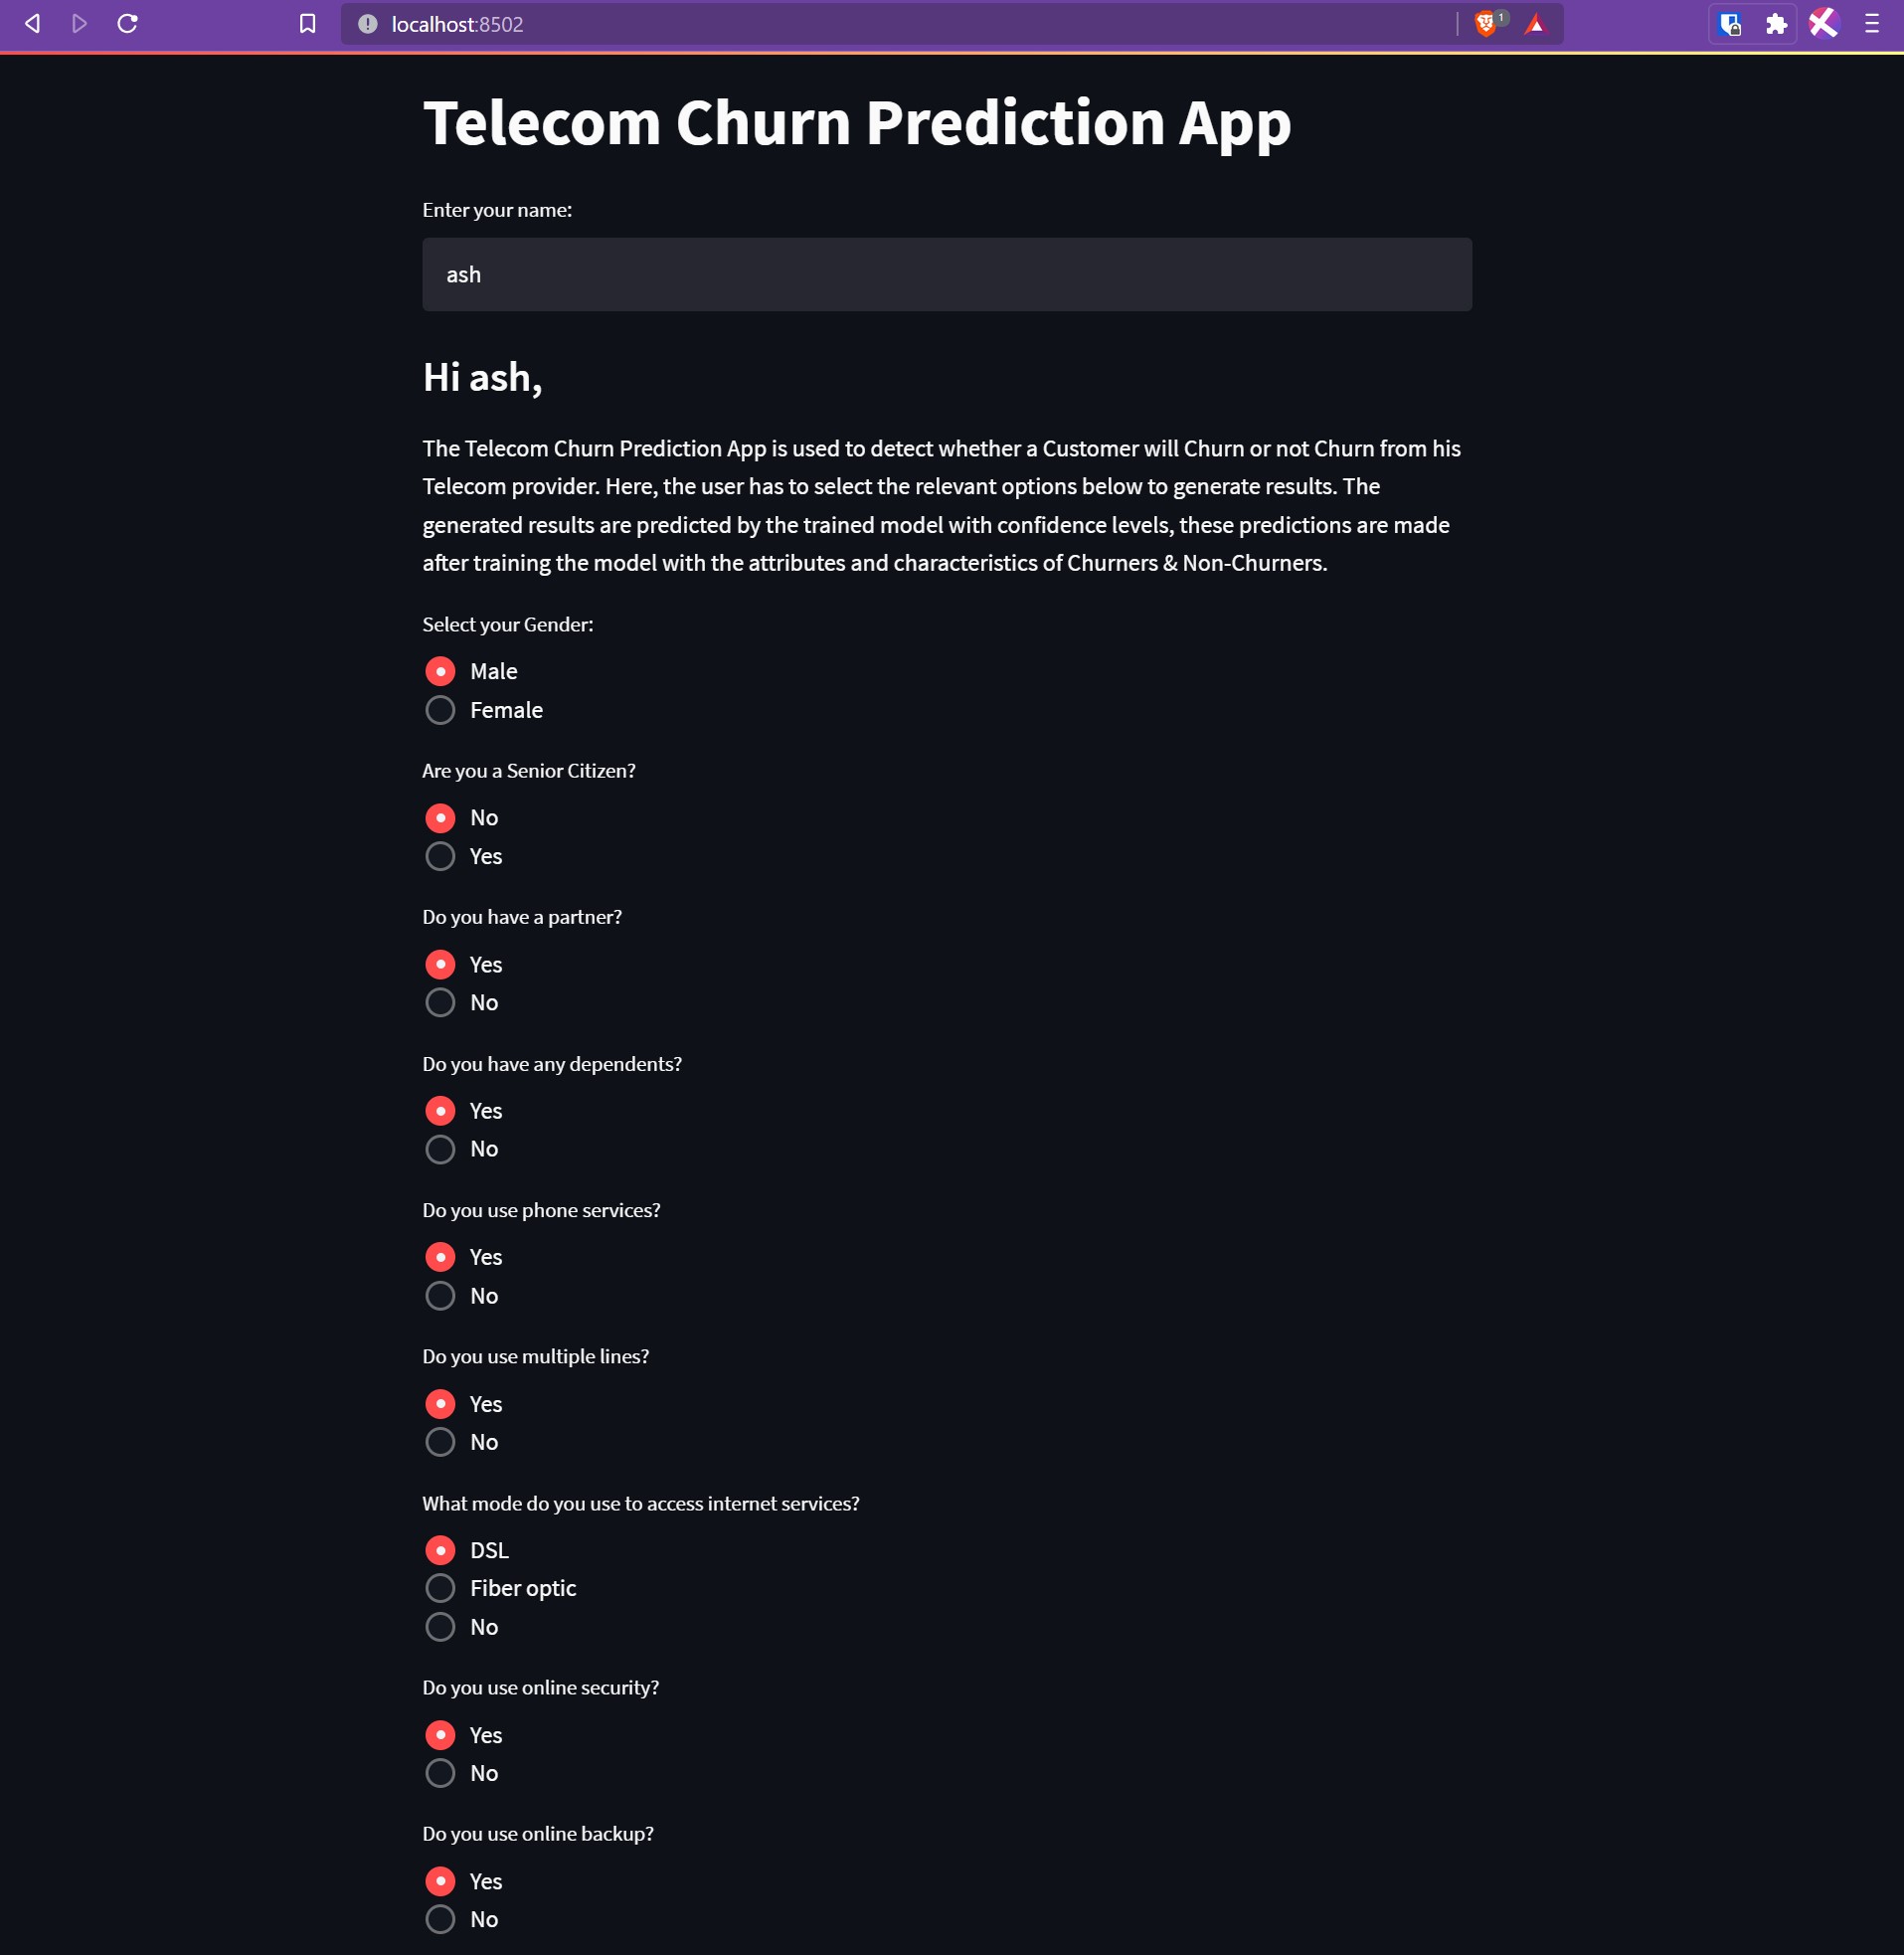 localhost:8502
1
Telecom Churn Prediction App
Enter your name:
ash
Hi ash,
The Telecom Churn Prediction App is used to detect whether a Customer will Churn or not Churn from his
Telecom provider. Here, the user has to select the relevant options below to generate results. The
generated results are predicted by the trained model with confidence levels, these predictions are made
after training the model with the attributes and characteristics of Churners & Non-Churners.
Select your Gender:
Male
Female
Are you a Senior Citizen?
No
Yes
Do you have a partner?
Yes
No
Do you have any dependents?
Yes
No
Do you use phone services?
Yes
No
Do you use multiple lines?
Yes
No
What mode do you use to access internet services?
DSL
Fiber optic
No
Do you use online security?
Yes
No
Do you use online backup?
Yes
No